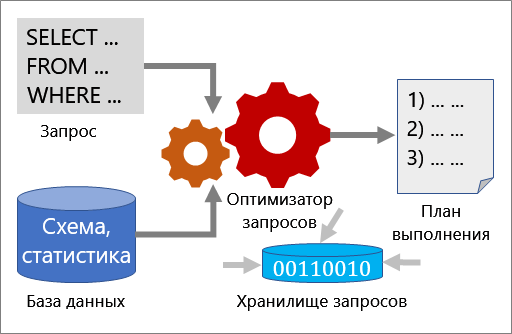 SELECT ...
FROM ...
WHERE ...
Запрос
1) ... ...
2) ... ...
3) ... ...
Оптимизатор
запросов
План
выполнения
Схема,
статистика
База данных
00110010
Хранилище запросов